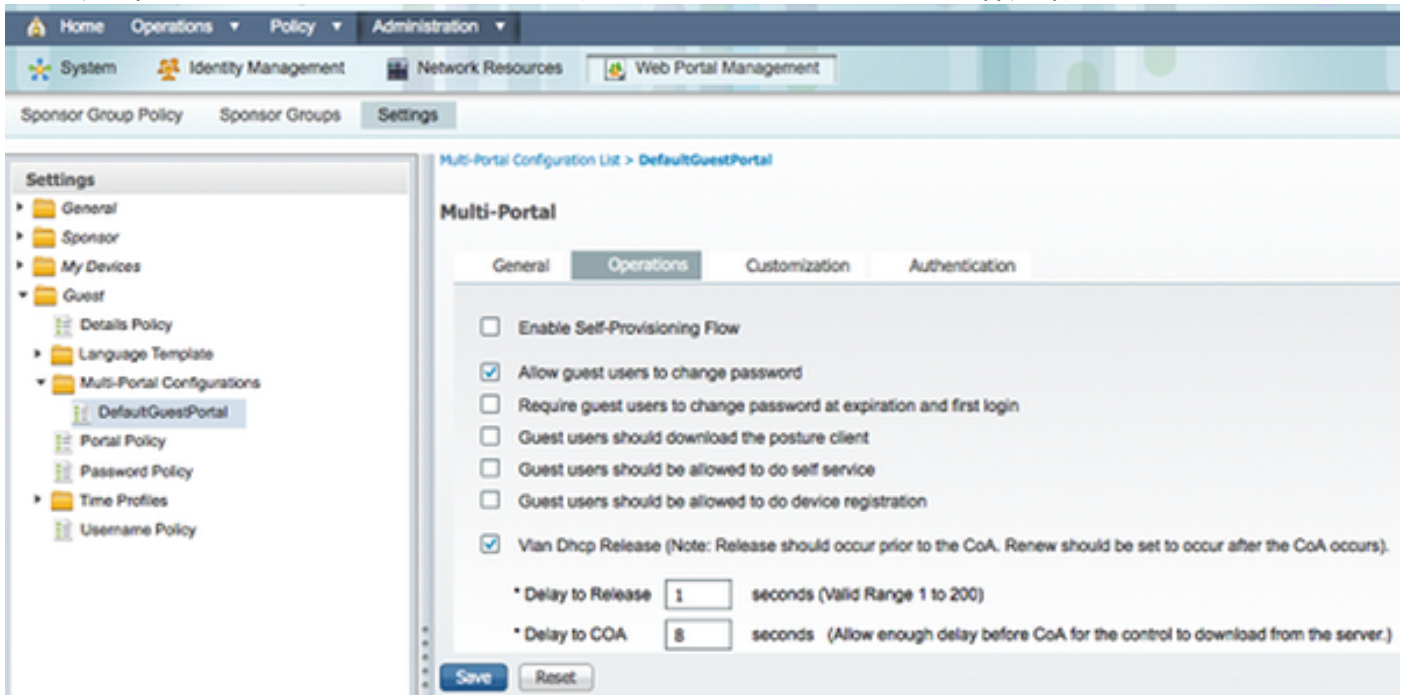 Home Operations Policy Administration
System Identity Management Network Resources Web Portal Management
Sponsor Group Policy Sponsor Groups Settings
Settings
General
Sponsor
My Devices
Guest
Details Policy
Language Template
Multi-Portal Configurations
DefaultGuestPortal
Portal Policy
Password Policy
Time Profiles
Username Policy
Multi-Portal Configuration List > DefaultGuestPortal
Multi-Portal
General Operations Customization Authentication
Enable Self-Provisioning Flow
Allow guest users to change password
Require guest users to change password at expiration and first login
Guest users should download the posture client
Guest users should be allowed to do self service
Guest users should be allowed to do device registration
Vlan Dhcp Release (Note: Release should occur prior to the CoA. Renew should be set to occur after the CoA occurs).
* Delay to Release 1 seconds (Valid Range 1 to 200)
* Delay to COA 8 seconds (Allow enough delay before CoA for the control to download from the server.)
Save Reset